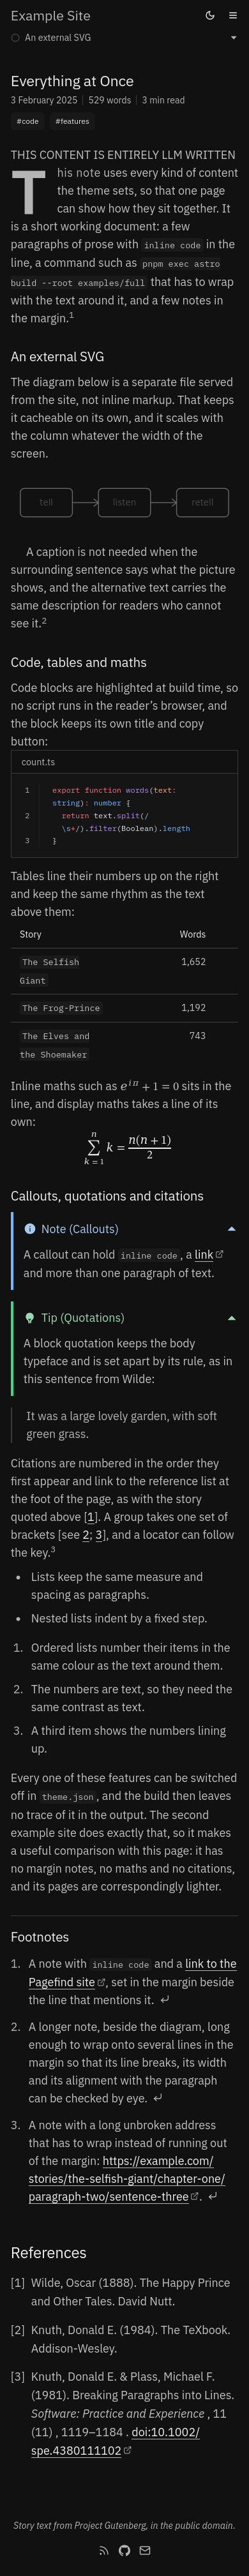 Example Site
An external SVG
Everything at Once
3 February 2025 | 529 words | 3 min read
#code #features
THIS CONTENT IS ENTIRELY LLM WRITTEN
This note uses every kind of content
the theme sets, so that one page
can show how they sit together. It
is a short working document: a few
paragraphs of prose with inline code in the
line, a command such as pnpm exec astro
build --root examples/full that has to wrap
with the text around it, and a few notes in
the margin.1
An external SVG
The diagram below is a separate file served
from the site, not inline markup. That keeps
it cacheable on its own, and it scales with
the column whatever the width of the
screen.
tell listen retell
A caption is not needed when the
surrounding sentence says what the picture
shows, and the alternative text carries the
same description for readers who cannot
see it.2
Code, tables and maths
Code blocks are highlighted at build time, so
no script runs in the reader's browser, and
the block keeps its own title and copy
button:
count.ts
1 export function words(text:
string): number {
2 return text.split(/
\s+/).filter(Boolean).length
3 }
Tables line their numbers up on the right
and keep the same rhythm as the text
above them:
Story Words
The Selfish
Giant 1,652
The Frog-Prince 1,192
The Elves and
the Shoemaker 743
Inline maths such as e^{iπ} + 1 = 0 sits in the
line, and display maths takes a line of its
own:
∑_{k=1}^{n} k = n(n + 1)/2
Callouts, quotations and citations
Note (Callouts)
A callout can hold inline code, a link
and more than one paragraph of text.
Tip (Quotations)
A block quotation keeps the body
typeface and is set apart by its rule, as in
this sentence from Wilde:
It was a large lovely garden, with soft
green grass.
Citations are numbered in the order they
first appear and link to the reference list at
the foot of the page, as with the story
quoted above [1]. A group takes one set of
brackets [see 2; 3], and a locator can follow
the key.3
• Lists keep the same measure and
spacing as paragraphs.
• Nested lists indent by a fixed step.
1. Ordered lists number their items in the
same colour as the text around them.
2. The numbers are text, so they need the
same contrast as text.
3. A third item shows the numbers lining
up.
Every one of these features can be switched
off in theme.json, and the build then leaves
no trace of it in the output. The second
example site does exactly that, so it makes
a useful comparison with this page: it has
no margin notes, no maths and no citations,
and its pages are correspondingly lighter.
Footnotes
1. A note with inline code and a link to the
Pagefind site, set in the margin beside
the line that mentions it. ↩
2. A longer note, beside the diagram, long
enough to wrap onto several lines in the
margin so that its line breaks, its width
and its alignment with the paragraph
can be checked by eye. ↩
3. A note with a long unbroken address
that has to wrap instead of running out
of the margin: https://example.com/
stories/the-selfish-giant/chapter-one/
paragraph-two/sentence-three. ↩
References
[1] Wilde, Oscar (1888). The Happy Prince
and Other Tales. David Nutt.
[2] Knuth, Donald E. (1984). The TeXbook.
Addison-Wesley.
[3] Knuth, Donald E. & Plass, Michael F.
(1981). Breaking Paragraphs into Lines.
Software: Practice and Experience , 11
(11) , 1119–1184 . doi:10.1002/
spe.4380111102
Story text from Project Gutenberg, in the public domain.